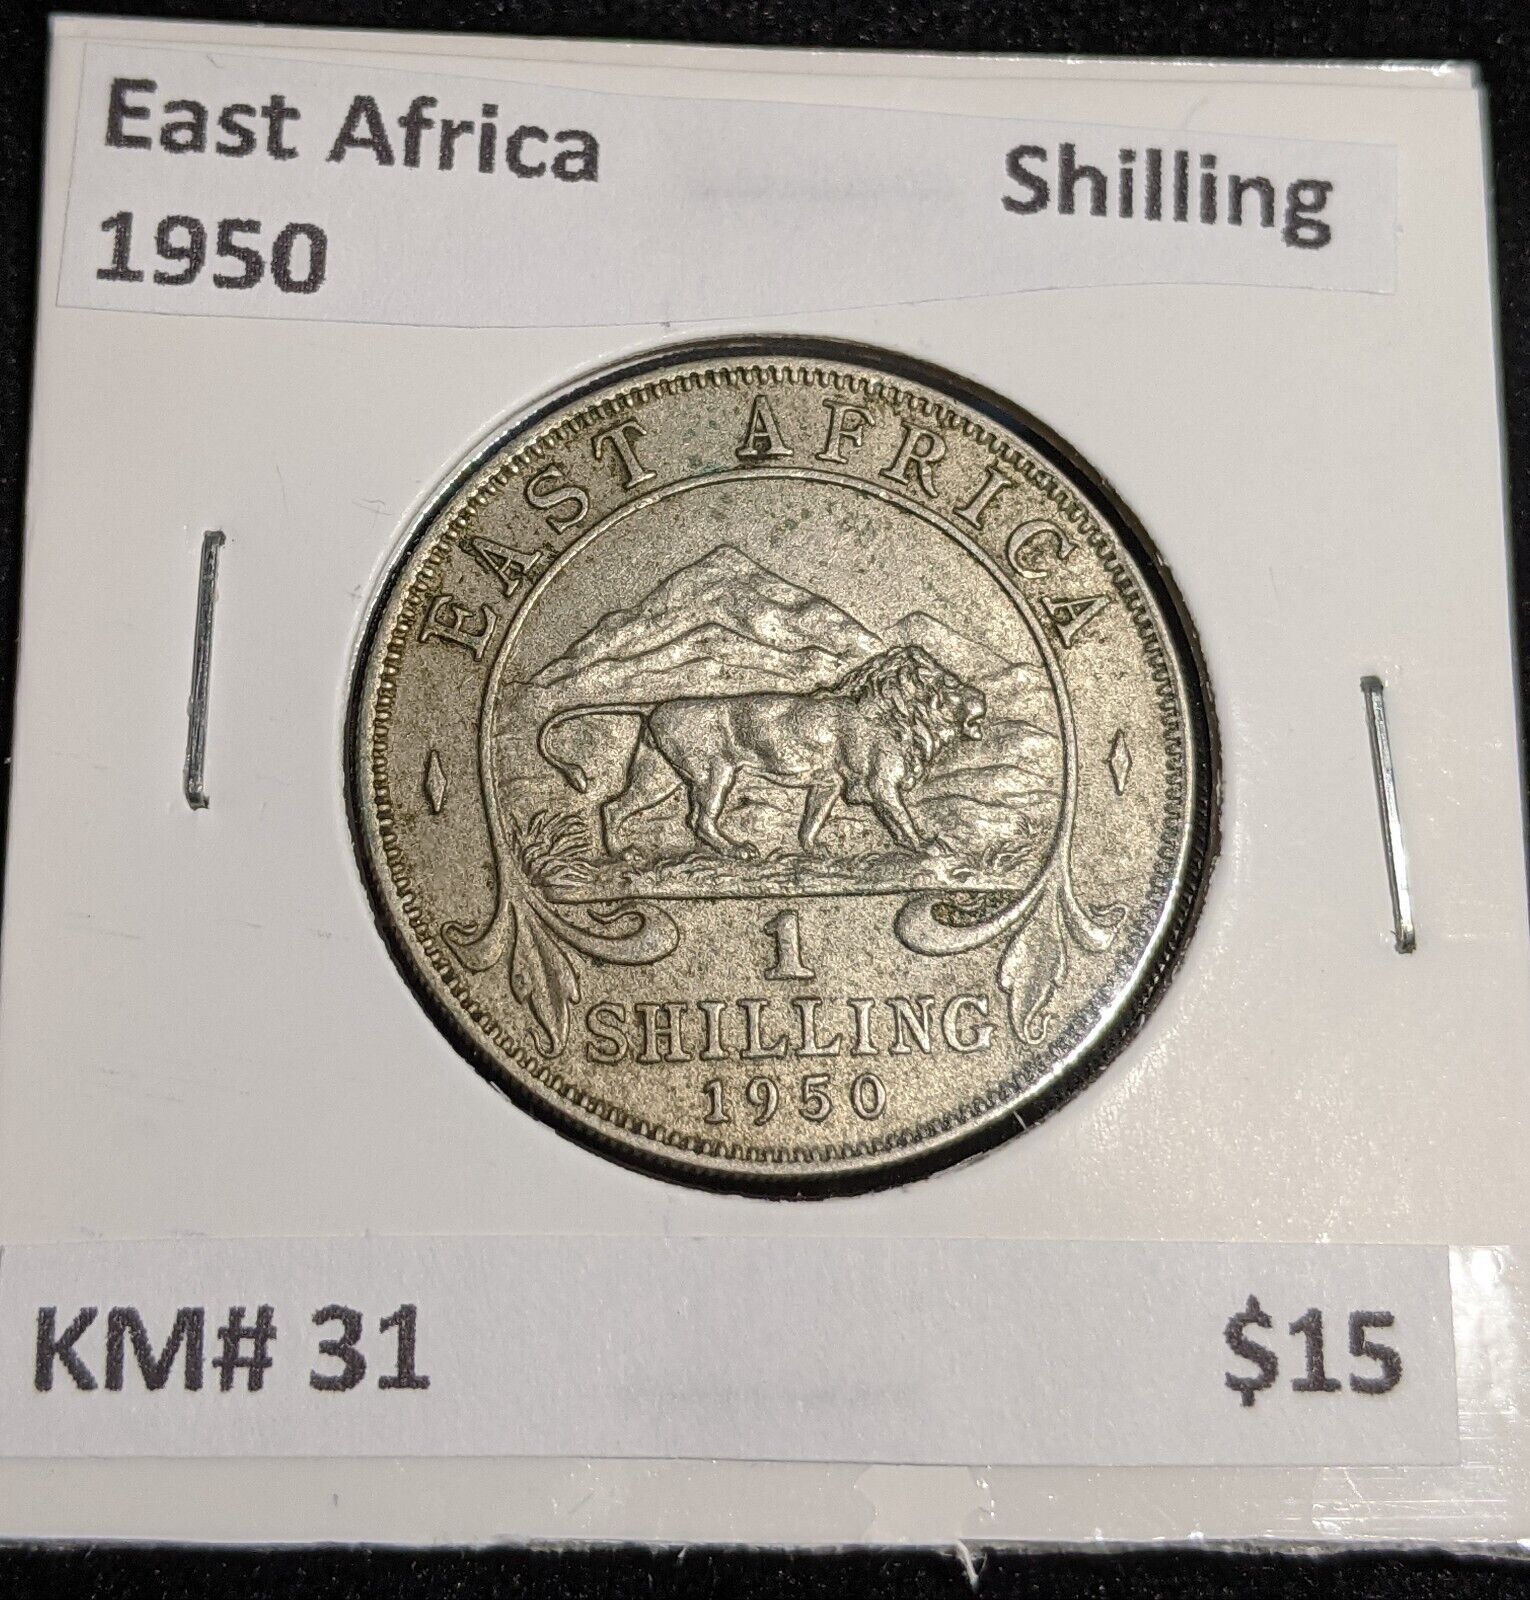 East Africa Shilling
1950
EAST AFRICA
1
SHILLING
1950
KM# 31 $15